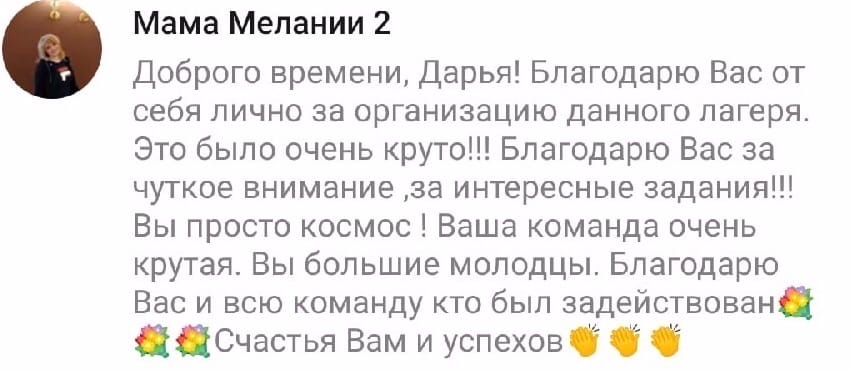 Мама Мелании 2
Доброго времени, Дарья! Благодарю Вас от
себя лично за организацию данного лагеря.
Это было очень круто!!! Благодарю Вас за
чуткое внимание ,за интересные задания!!!
Вы просто космос ! Ваша команда очень
крутая. Вы большие молодцы. Благодарю
Вас и всю команду кто был задействован💐
💐💐Счастья Вам и успехов👏👏👏